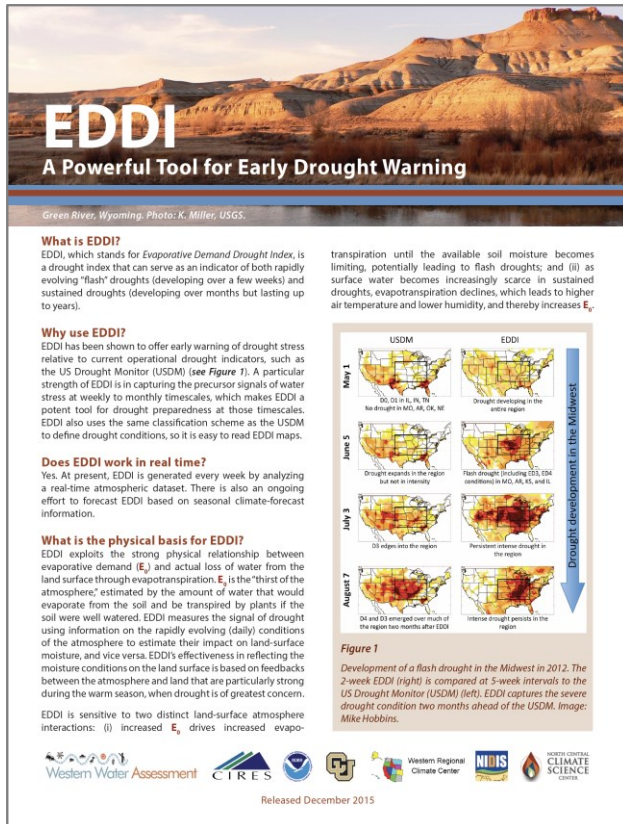 EDDI
A Powerful Tool for Early Drought Warning
Green River, Wyoming. Photo: K. Miller, USGS.
What is EDDI?
EDDI, which stands for Evaporative Demand Drought Index, is
a drought index that can serve as an indicator of both rapidly
evolving “flash” droughts (developing over a few weeks) and
sustained droughts (developing over months but lasting up
to years).
Why use EDDI?
EDDI has been shown to offer early warning of drought stress
relative to current operational drought indicators, such as
the US Drought Monitor (USDM) (see Figure 1). A particular
strength of EDDI is in capturing the precursor signals of water
stress at weekly to monthly timescales, which makes EDDI
a potent tool for drought preparedness at those timescales.
EDDI also uses the same classification scheme as the USDM
to define drought conditions, so it is easy to read EDDI maps.
Does EDDI work in real time?
Yes. At present, EDDI is generated every week by analyzing
a real-time atmospheric dataset. There is also an ongoing
effort to forecast EDDI based on seasonal climate-forecast
information.
What is the physical basis for EDDI?
EDDI exploits the strong physical relationship between
evaporative demand (E₀) and actual loss of water from the
land surface through evapotranspiration. E₀ is the “thirst of the
atmosphere,” estimated by the amount of water that would
evaporate from the soil and be transpired by plants if the
soil were well watered. EDDI measures the signal of drought
using information on the rapidly evolving (daily) conditions
of the atmosphere to estimate their impact on land-surface
moisture, and vice versa. EDDI’s effectiveness in reflecting the
moisture conditions on the land surface is based on feedbacks
between the atmosphere and land that are particularly strong
during the warm season, when drought is of greatest concern.
EDDI is sensitive to two distinct land-surface atmosphere
interactions: (i) increased E₀ drives increased evapo-
transpiration until the available soil moisture becomes
limiting, potentially leading to flash droughts; and (ii) as
surface water becomes increasingly scarce in sustained
droughts, evapotranspiration declines, which leads to higher
air temperature and lower humidity, and thereby increases E₀.
USDM EDDI
May 1
D0, D1 in IL, IN, TN
No drought in MO, AR, OK, NE
Drought developing in the
entire region
June 5
Drought expands in the region
but not in intensity
Flash drought (including ED3, ED4
conditions) in MO, AR, KS, and IL
July 3
D3 edges into the region
Persistent intense drought in
the region
August 7
D4 and D3 emerged over much of
the region two months after EDDI
Intense drought persists in the
region
Drought development in the Midwest
Figure 1
Development of a flash drought in the Midwest in 2012. The
2-week EDDI (right) is compared at 5-week intervals to the
US Drought Monitor (USDM) (left). EDDI captures the severe
drought condition two months ahead of the USDM. Image:
Mike Hobbins.
Western Water Assessment
CIRES
NOAA
CU
Western Regional
Climate Center
NIDIS
NORTH CENTRAL
CLIMATE
SCIENCE
CENTER
Released December 2015